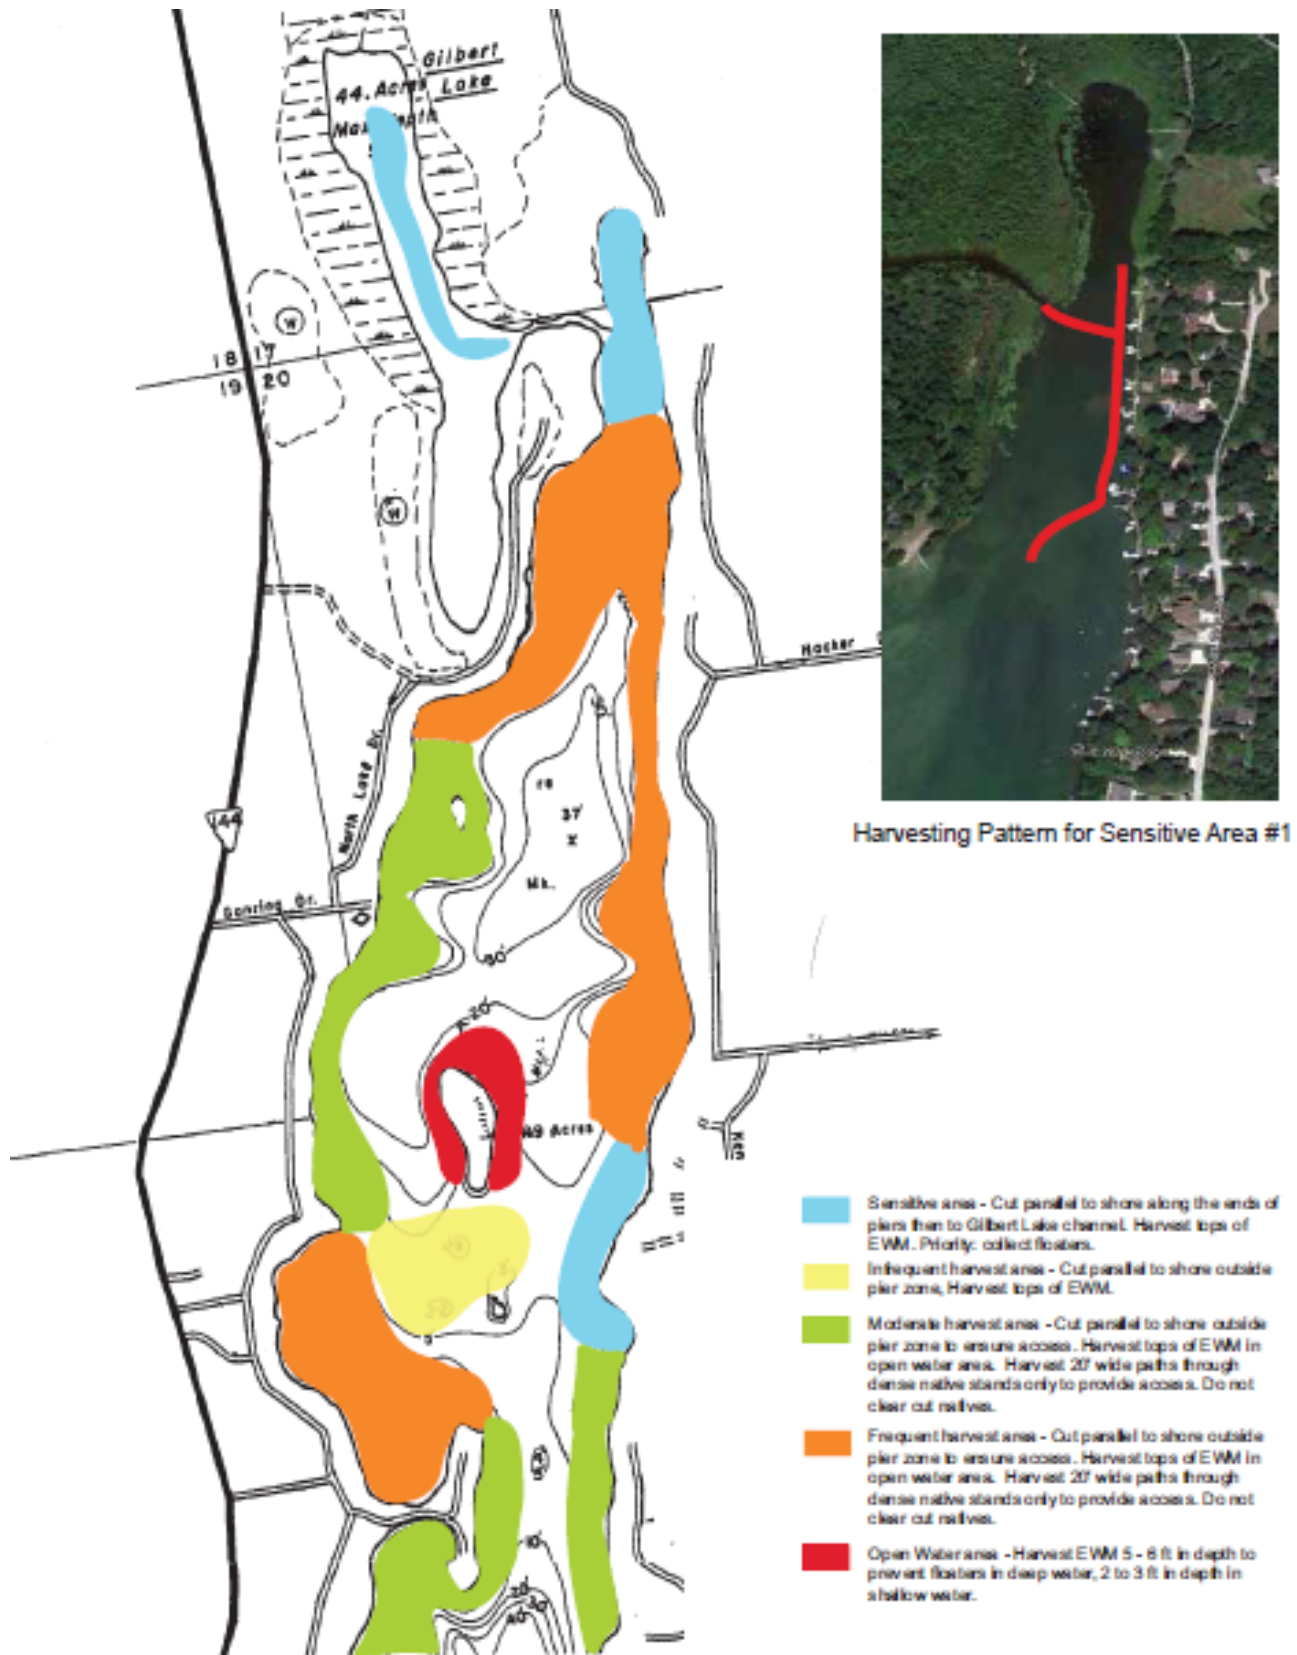 Gilbert
44. Acres Lake
18 17
19 20
W
W
Hacker
5'
North Lake Dr.
37'
144
X
Mk.
Gonring Dr.
30'
20'
49 Acres
Ken
5'
10'
20'
30'
40'
Harvesting Pattern for Sensitive Area #1
Sensitive area - Cut parallel to shore along the ends of
piers then to Gilbert Lake channel. Harvest tops of
EWM. Priority: collect floaters.
Infrequent harvest area - Cut parallel to shore outside
pier zone, Harvest tops of EWM.
Moderate harvest area - Cut parallel to shore outside
pier zone to ensure access. Harvest tops of EWM in
open water area. Harvest 20' wide paths through
dense native stands only to provide access. Do not
clear cut natives.
Frequent harvest area - Cut parallel to shore outside
pier zone to ensure access. Harvest tops of EWM in
open water area. Harvest 20' wide paths through
dense native stands only to provide access. Do not
clear cut natives.
Open Water area - Harvest EWM 5 - 6 ft in depth to
prevent floaters in deep water, 2 to 3 ft in depth in
shallow water.